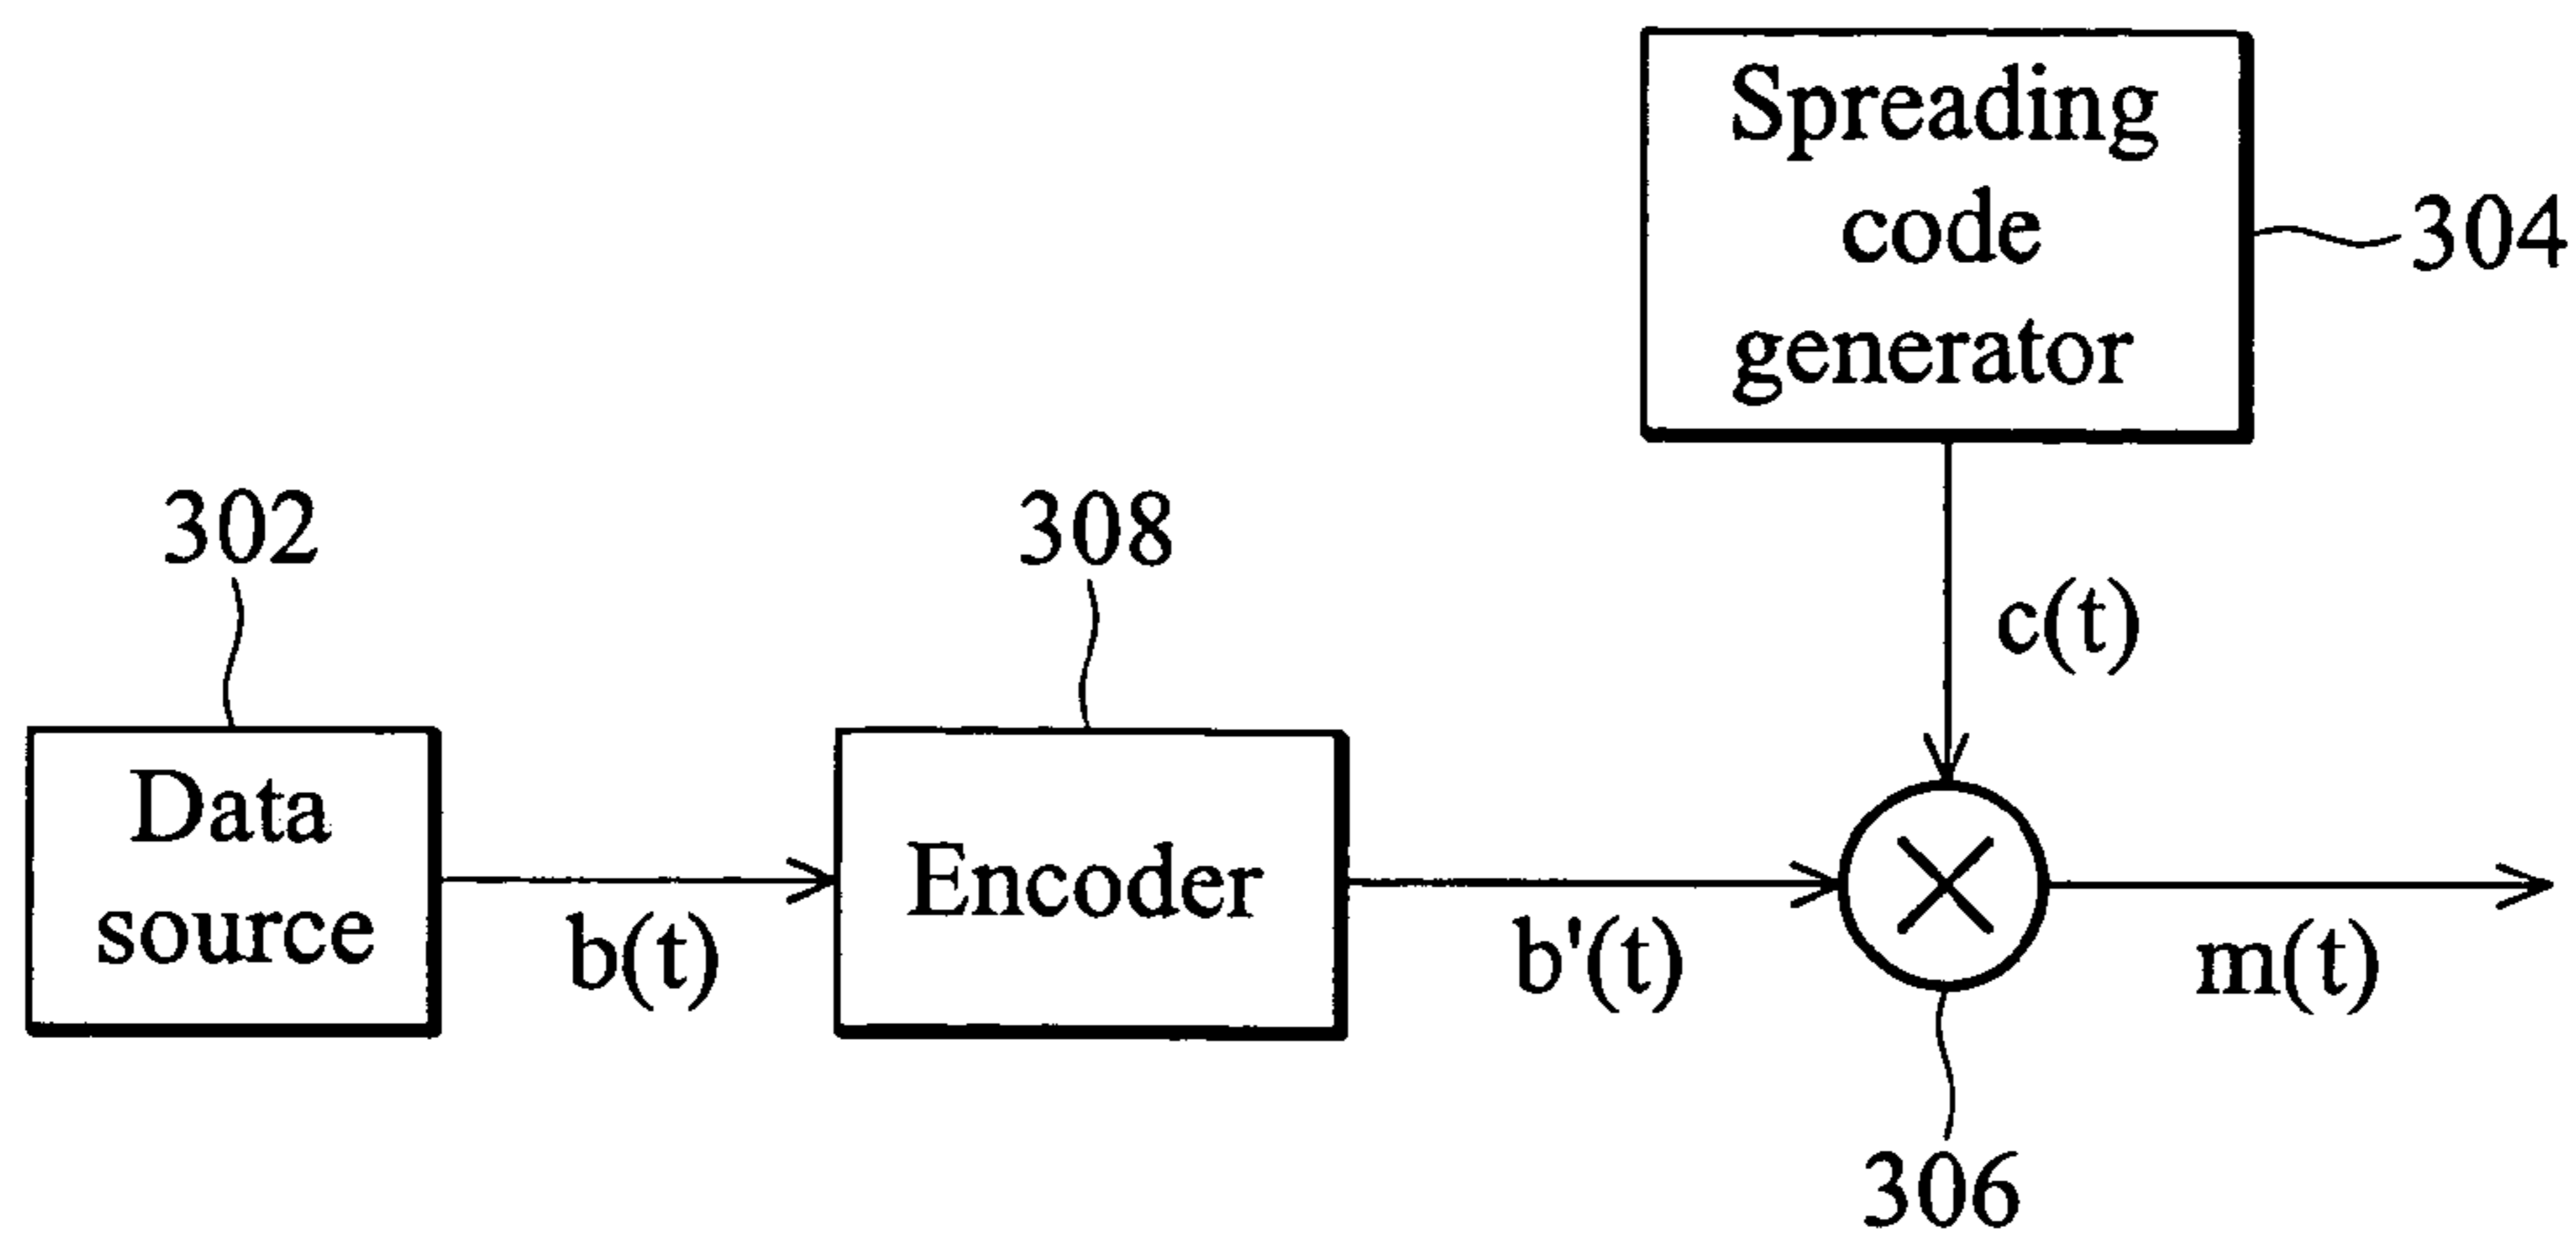 Spreading
code
generator
304
302
308
c(t)
Data
source
Encoder
b(t)
b'(t)
m(t)
306